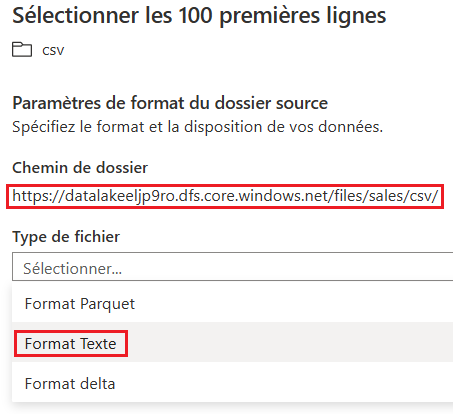 Sélectionner les 100 premières lignes
csv
Paramètres de format du dossier source
Spécifiez le format et la disposition de vos données.
Chemin de dossier
https://datalakeeljp9ro.dfs.core.windows.net/files/sales/csv/
Type de fichier
Sélectionner...
Format Parquet
Format Texte
Format delta